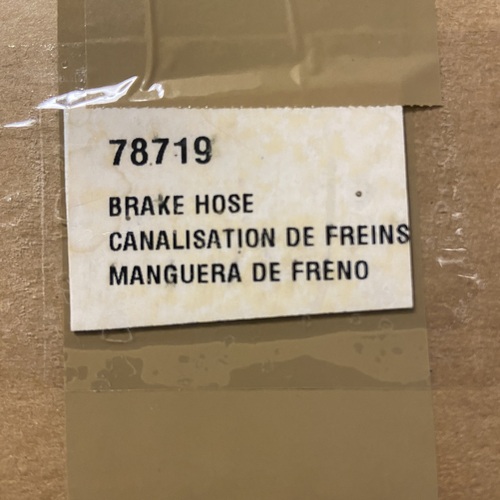 78719
BRAKE HOSE
CANALISATION DE FREINS
MANGUERA DE FRENO